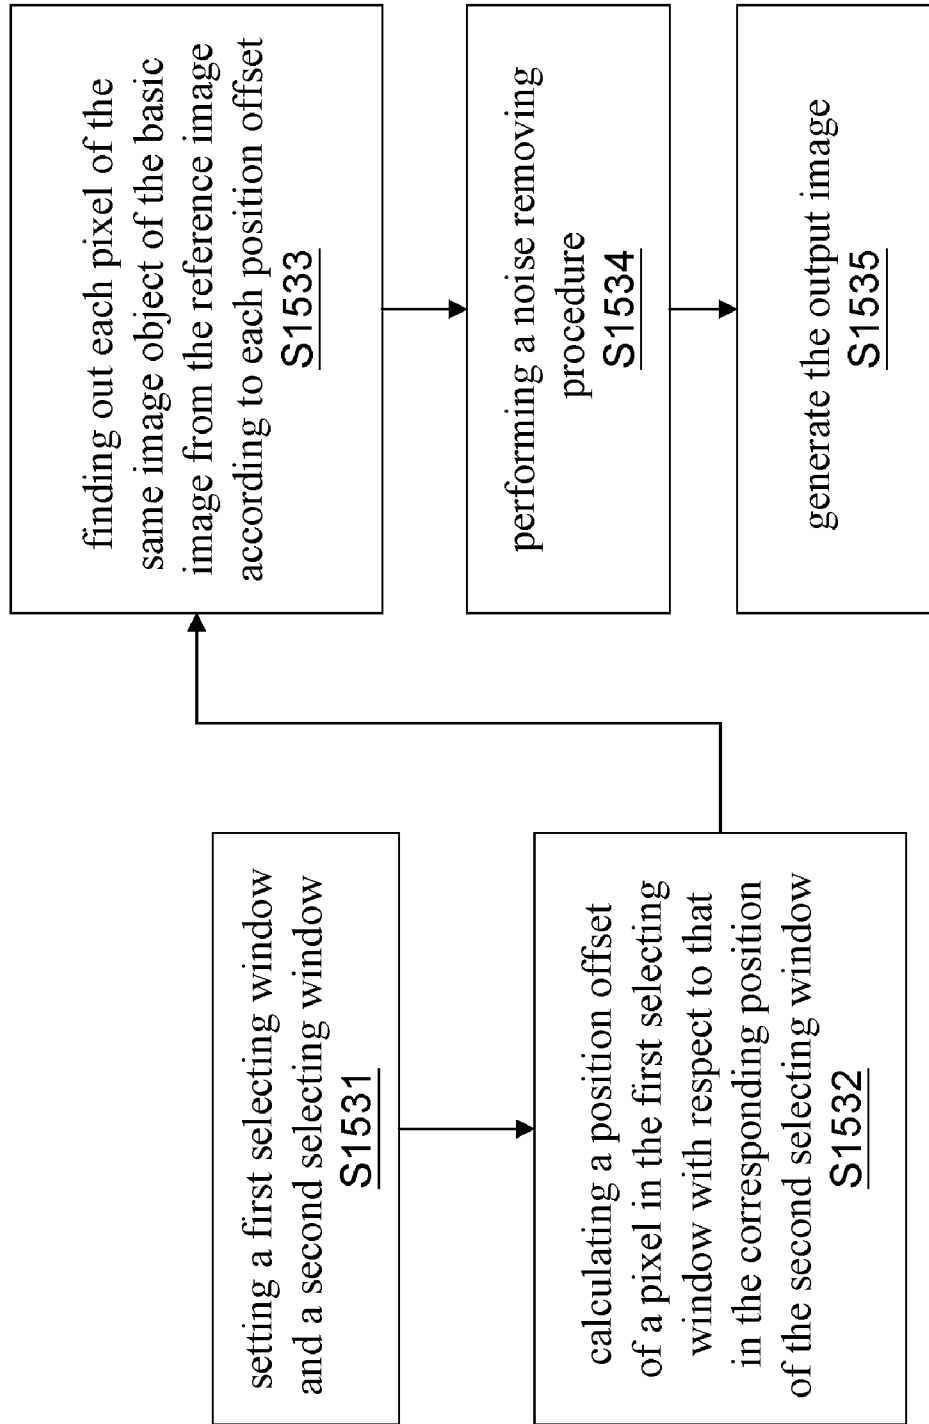 setting a first selecting window
and a second selecting window
S1531
calculating a position offset
of a pixel in the first selecting
window with respect to that
in the corresponding position
of the second selecting window
S1532
finding out each pixel of the
same image object of the basic
image from the reference image
according to each position offset
S1533
performing a noise removing
procedure
S1534
generate the output image
S1535